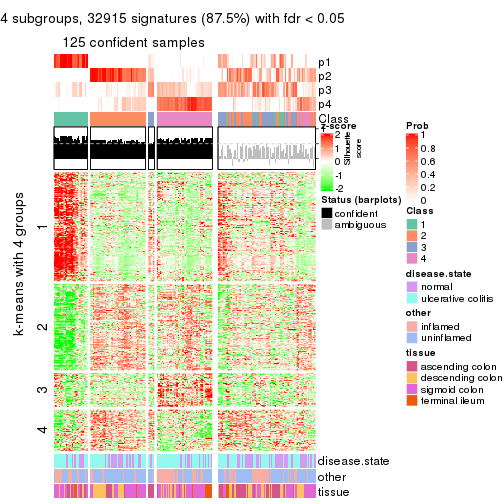 4 subgroups, 32915 signatures (87.5%) with fdr < 0.05
125 confident samples
p1
p2
p3
p4
Class
z-score
2
1
0
-1
-2
Silhouette
score
Status (barplots)
confident
ambiguous
Prob
1
0.8
0.6
0.4
0.2
0
Class
1
2
3
4
disease.state
normal
ulcerative colitis
other
inflamed
uninflamed
tissue
ascending colon
descending colon
sigmoid colon
terminal ileum
k-means with 4 groups
1
2
3
4
disease.state
other
tissue